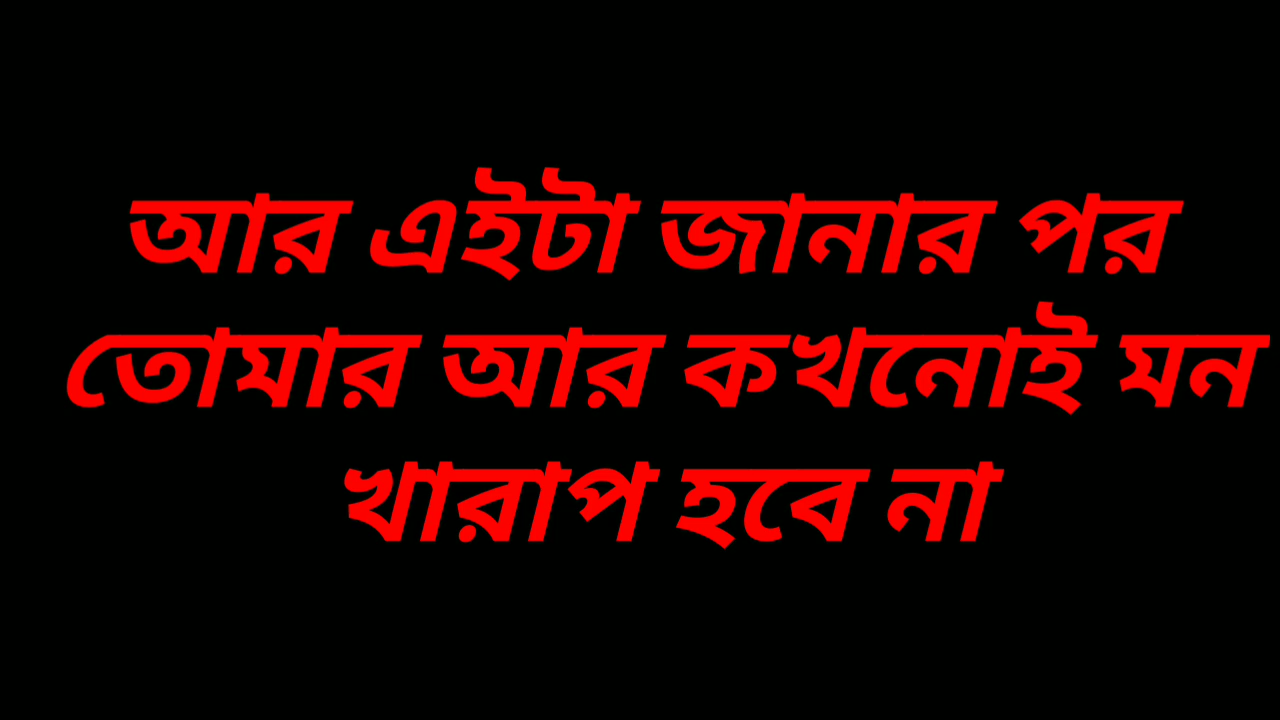 আর এইটা জানার পর
তোমার আর কখনোই মন
খারাপ হবে না